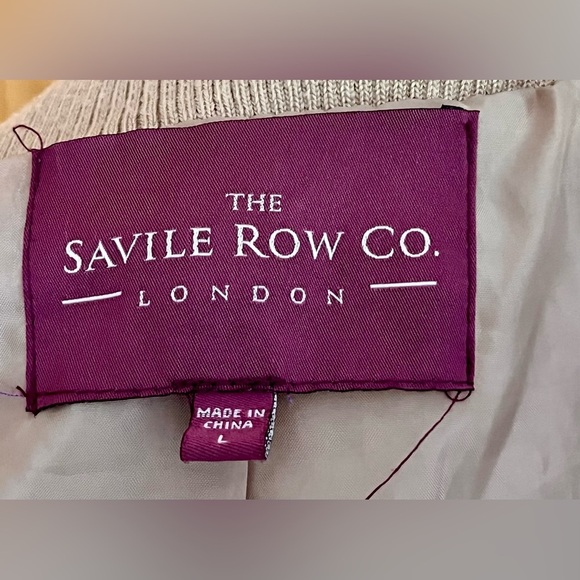 THE
SAVILE ROW CO.
LONDON
MADE IN
CHINA
L